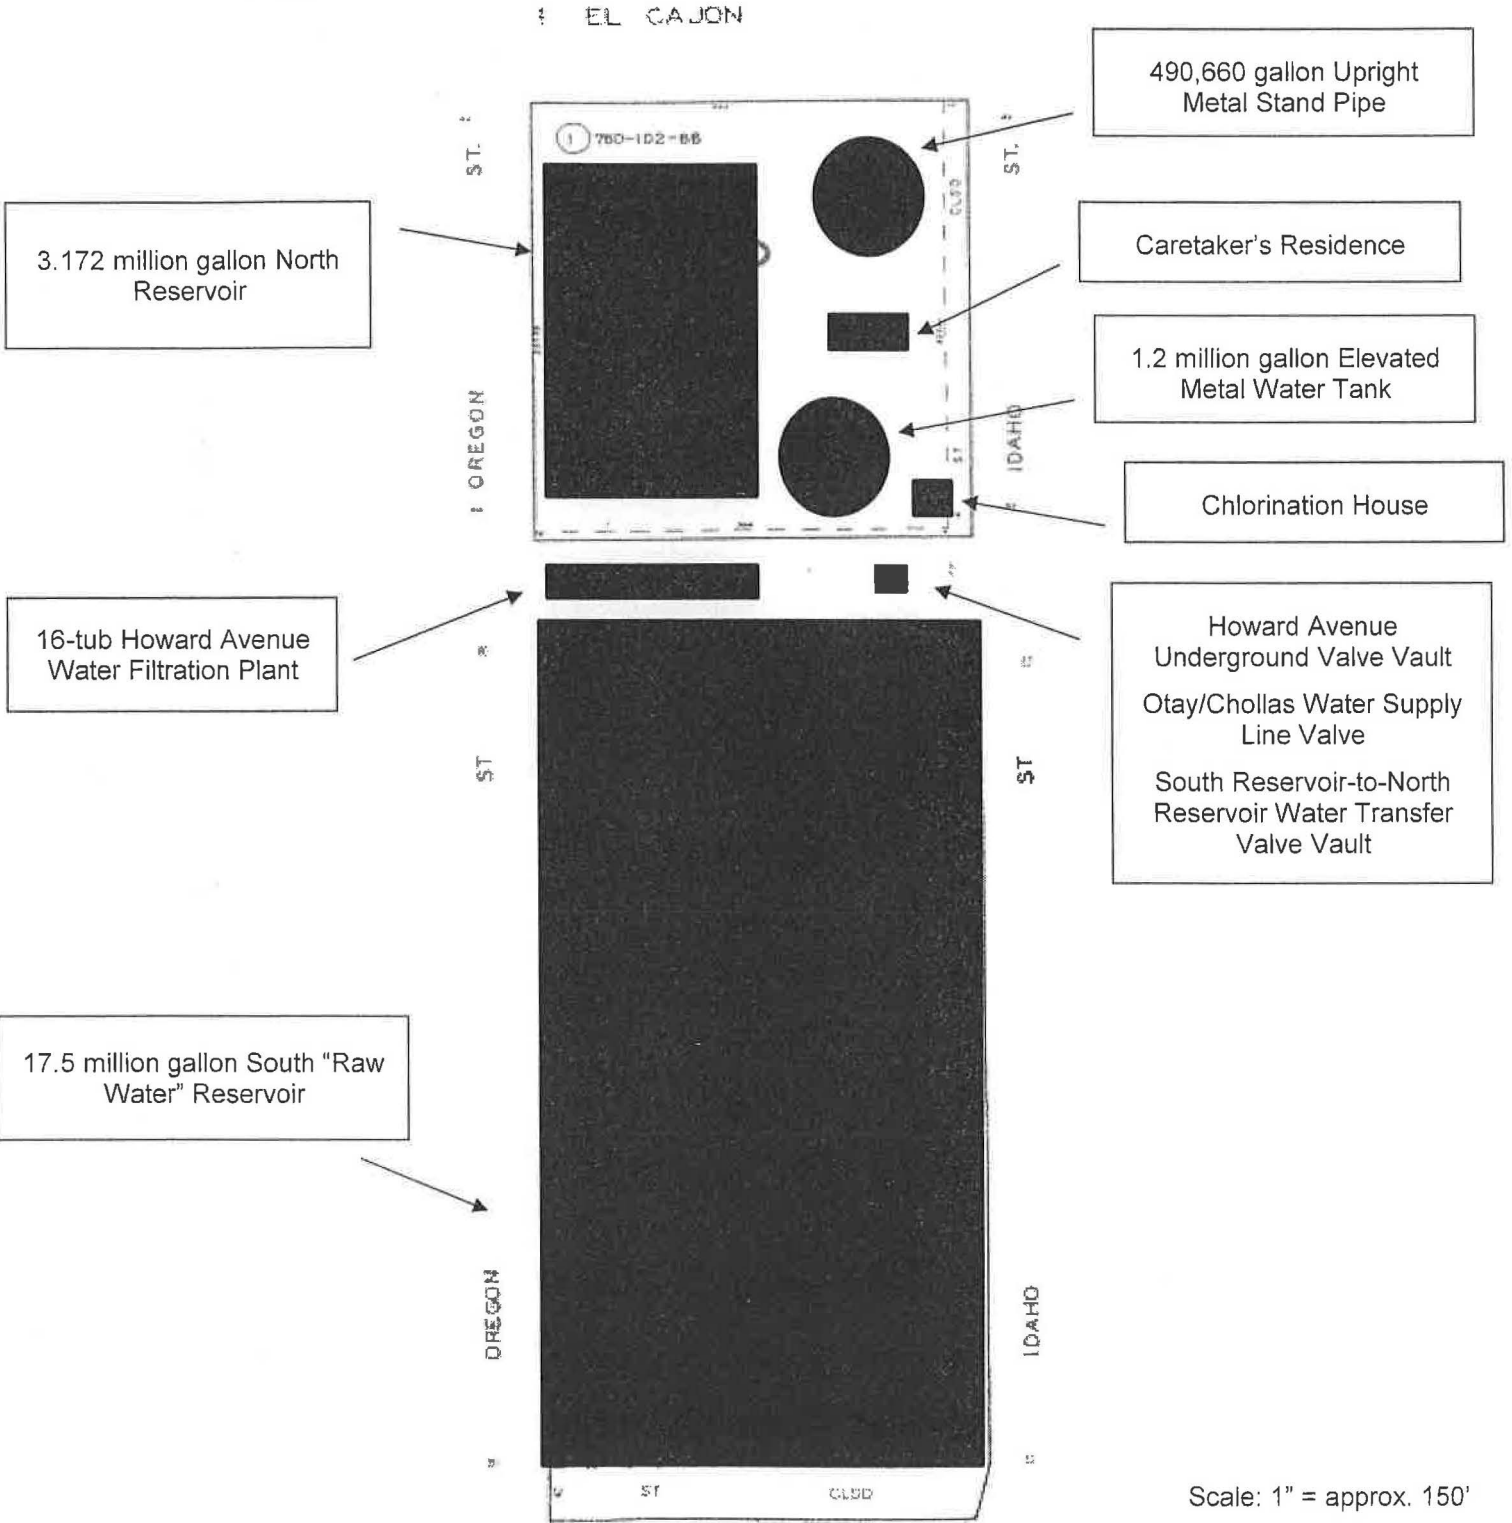 EL CAJON
490,660 gallon Upright
Metal Stand Pipe
ST.
ST.
760-102-66
CLSD
3.172 million gallon North
Reservoir
Caretaker's Residence
1.2 million gallon Elevated
Metal Water Tank
OREGON
IDAHO
ST
Chlorination House
16-tub Howard Avenue
Water Filtration Plant
Howard Avenue
Underground Valve Vault
Otay/Chollas Water Supply
Line Valve
South Reservoir-to-North
Reservoir Water Transfer
Valve Vault
ST
ST
17.5 million gallon South "Raw
Water" Reservoir
OREGON
IDAHO
ST
CLSD
Scale: 1" = approx. 150'